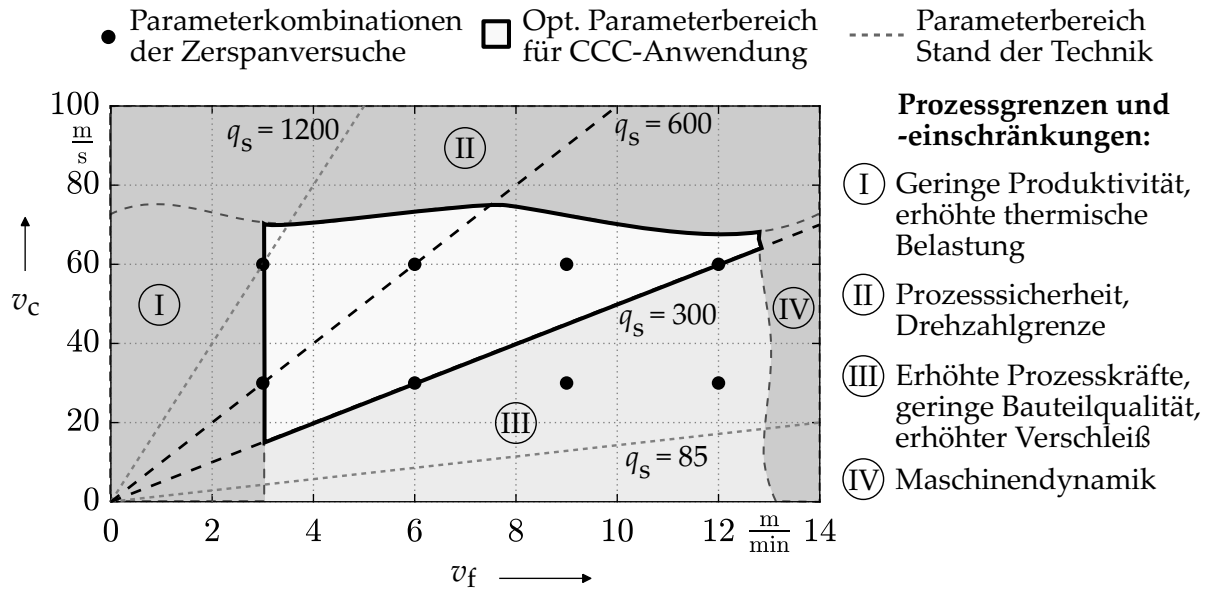 Parameterkombinationen
der Zerspanversuche
Opt. Parameterbereich
für CCC-Anwendung
Parameterbereich
Stand der Technik
100
m/s
80
60
40
20
0
v_c
q_s = 1200
q_s = 600
II
I
IV
q_s = 300
III
q_s = 85
0 2 4 6 8 10 12 m/min 14
v_f
Prozessgrenzen und
-einschränkungen:
I Geringe Produktivität,
erhöhte thermische
Belastung
II Prozesssicherheit,
Drehzahlgrenze
III Erhöhte Prozesskräfte,
geringe Bauteilqualität,
erhöhter Verschleiß
IV Maschinendynamik